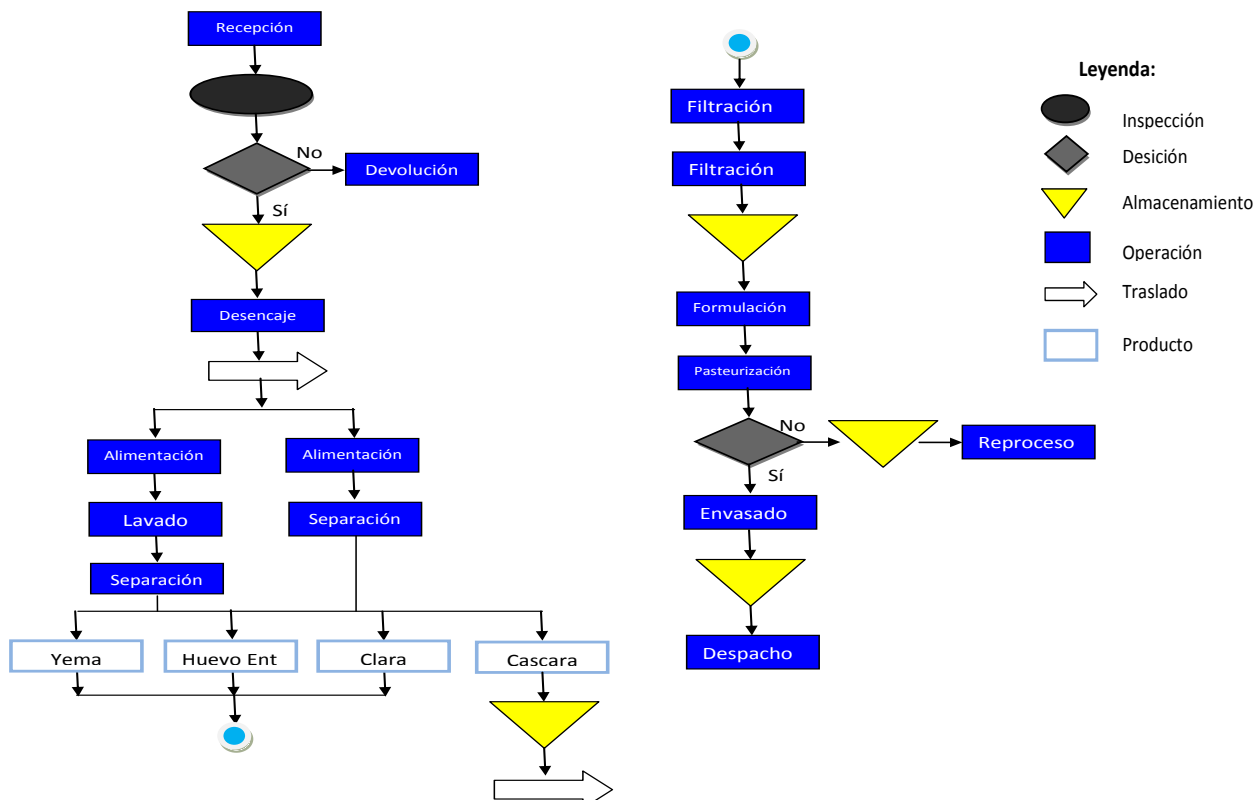 Recepción
No
Devolución
Sí
Desencaje
Alimentación
Alimentación
Lavado
Separación
Separación
Yema
Huevo Ent
Clara
Cascara
Filtración
Filtración
Formulación
Pasteurización
No
Reproceso
Sí
Envasado
Despacho
Leyenda:
Inspección
Desición
Almacenamiento
Operación
Traslado
Producto